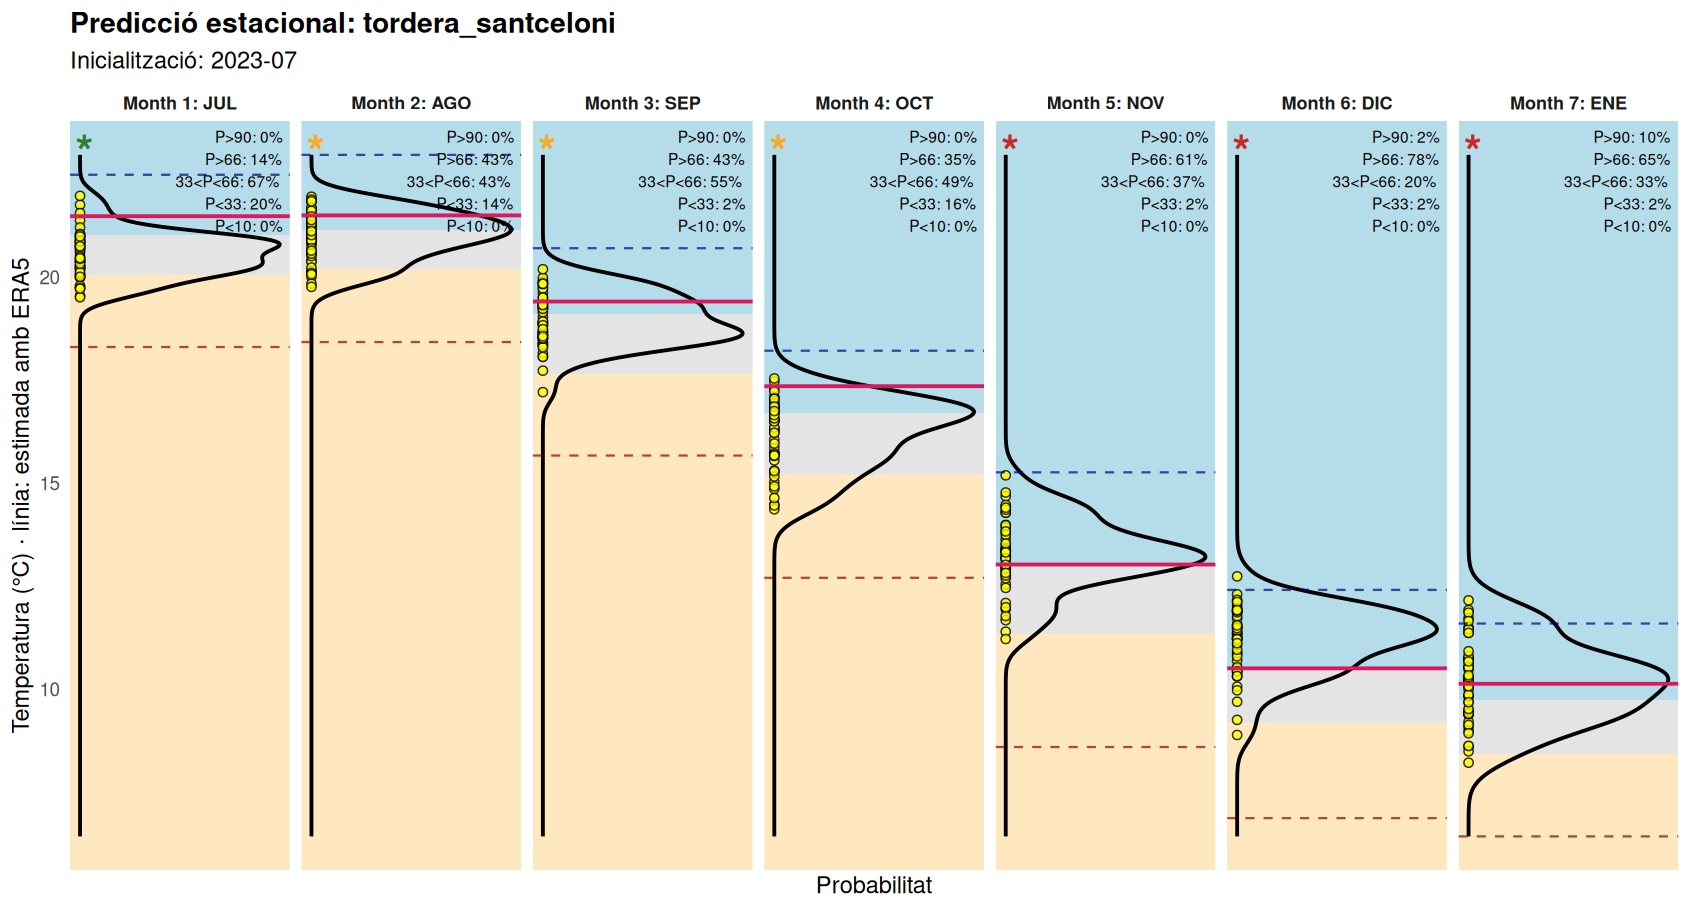 Predicció estacional: tordera_santceloni
Inicialització: 2023-07
Month 1: JUL
Month 2: AGO
Month 3: SEP
Month 4: OCT
Month 5: NOV
Month 6: DIC
Month 7: ENE
P>90: 0%
P>66: 14%
33<P<66: 67%
P<33: 20%
P<10: 0%
P>90: 0%
P>66: 43%
33<P<66: 43%
P<33: 14%
P<10: 0%
P>90: 0%
P>66: 43%
33<P<66: 55%
P<33: 2%
P<10: 0%
P>90: 0%
P>66: 35%
33<P<66: 49%
P<33: 16%
P<10: 0%
P>90: 0%
P>66: 61%
33<P<66: 37%
P<33: 2%
P<10: 0%
P>90: 2%
P>66: 78%
33<P<66: 20%
P<33: 2%
P<10: 0%
P>90: 10%
P>66: 65%
33<P<66: 33%
P<33: 2%
P<10: 0%
Temperatura (°C) · línia: estimada amb ERA5
20
15
10
Probabilitat